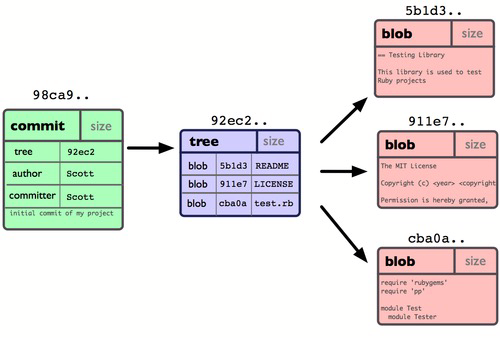 98ca9..
commit size
tree 92ec2
author Scott
committer Scott
initial commit of my project
92ec2..
tree size
blob 5b1d3 README
blob 911e7 LICENSE
blob cba0a test.rb
5b1d3..
blob size
== Testing Library
This library is used to test
Ruby projects
911e7..
blob size
The MIT License
Copyright (c) <year> <copyright
Permission is hereby granted,
cba0a..
blob size
require 'rubygems'
require 'pp'
module Test
module Tester